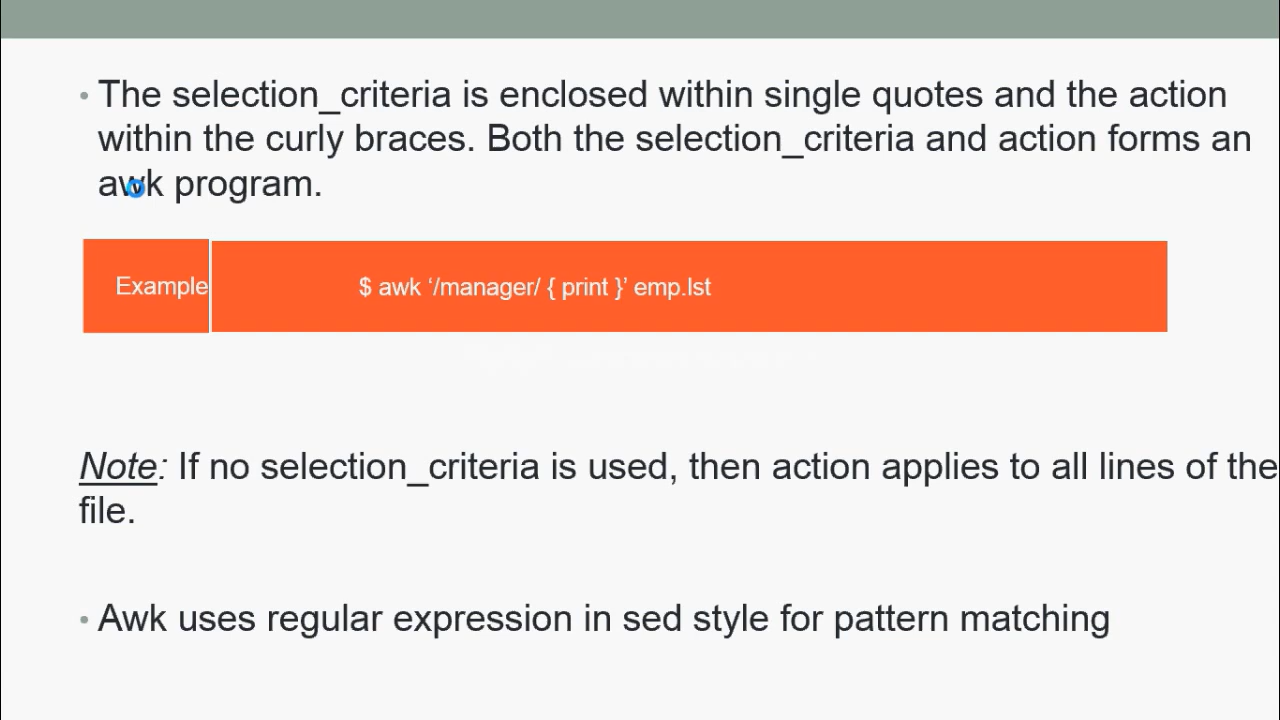 • The selection_criteria is enclosed within single quotes and the action
within the curly braces. Both the selection_criteria and action forms an
awk program.
Example $ awk ‘/manager/ { print }’ emp.lst
Note: If no selection_criteria is used, then action applies to all lines of the
file.
• Awk uses regular expression in sed style for pattern matching